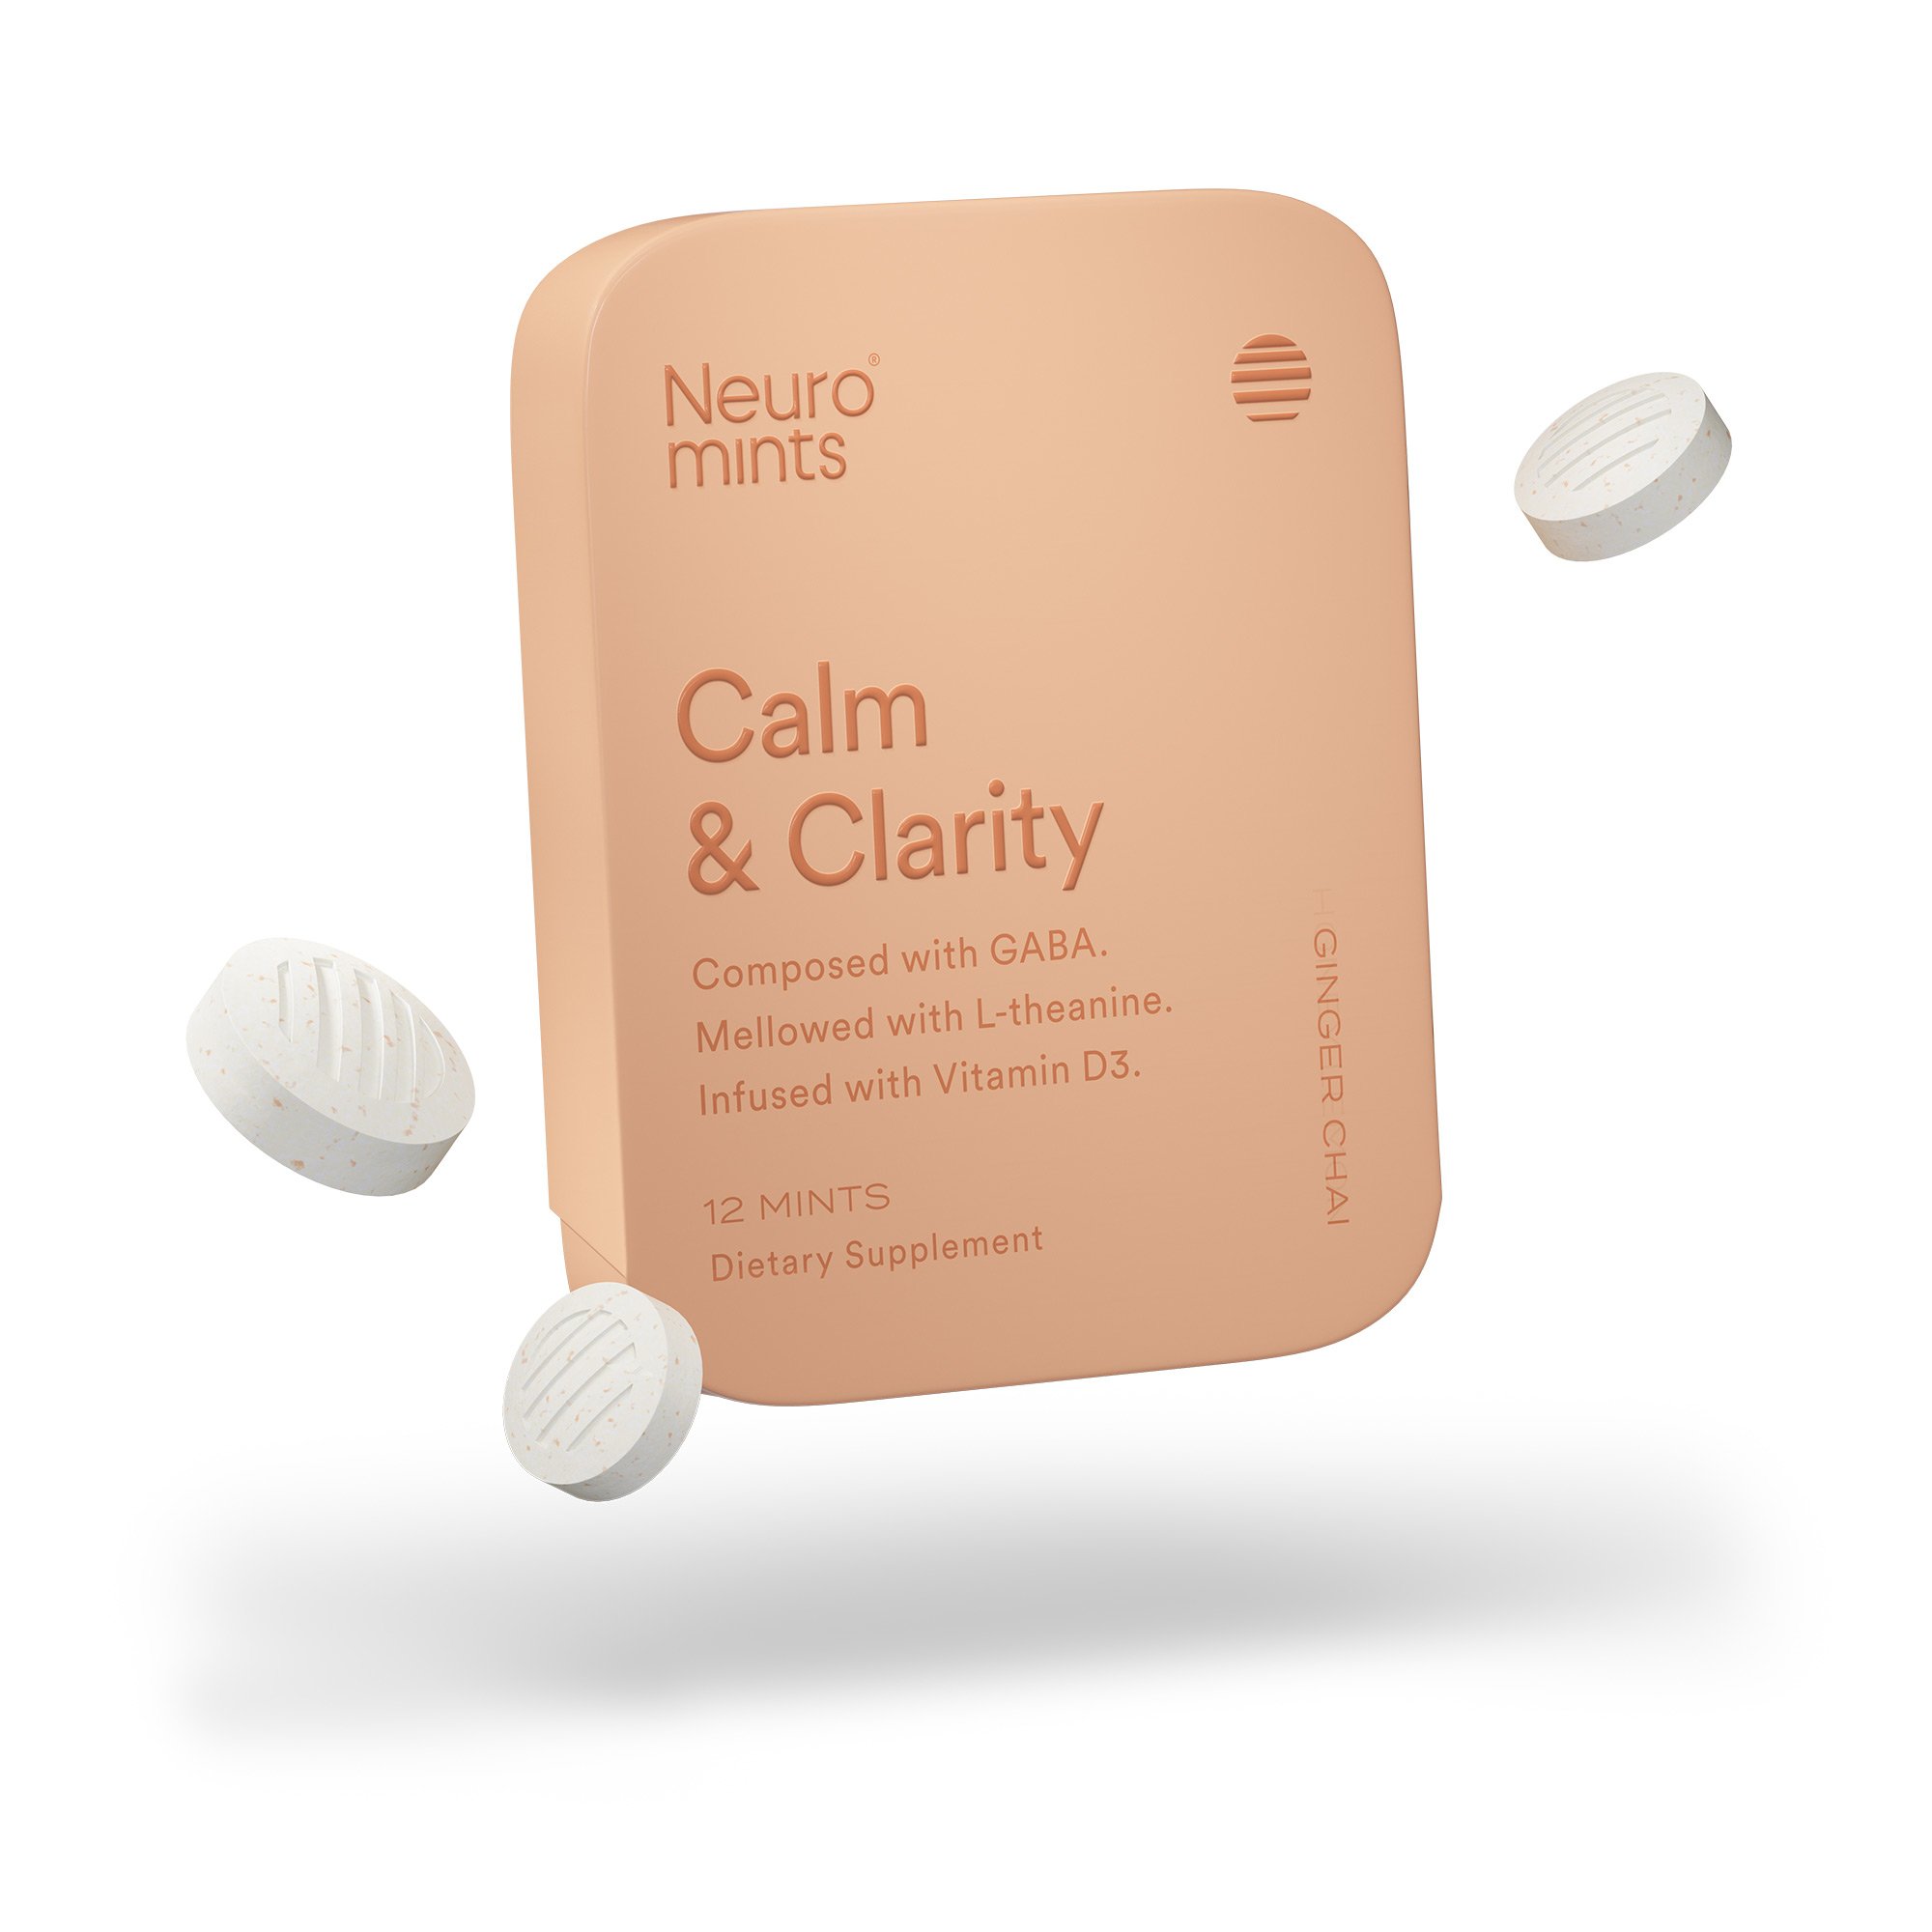 Neuro®
mints
Calm
& Clarity
Composed with GABA.
Mellowed with L-theanine.
Infused with Vitamin D3.
12 MINTS
Dietary Supplement
GINGER CHAI